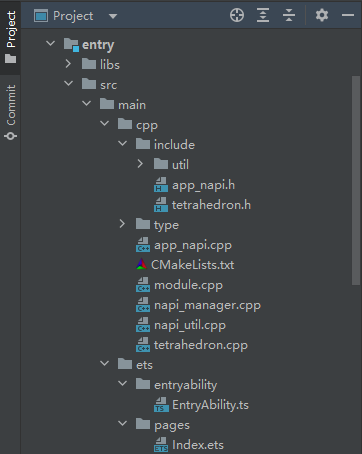 Project
Commit
Project
entry
libs
src
main
cpp
include
util
app_napi.h
tetrahedron.h
type
app_napi.cpp
CMakeLists.txt
module.cpp
napi_manager.cpp
napi_util.cpp
tetrahedron.cpp
ets
entryability
EntryAbility.ts
pages
Index.ets